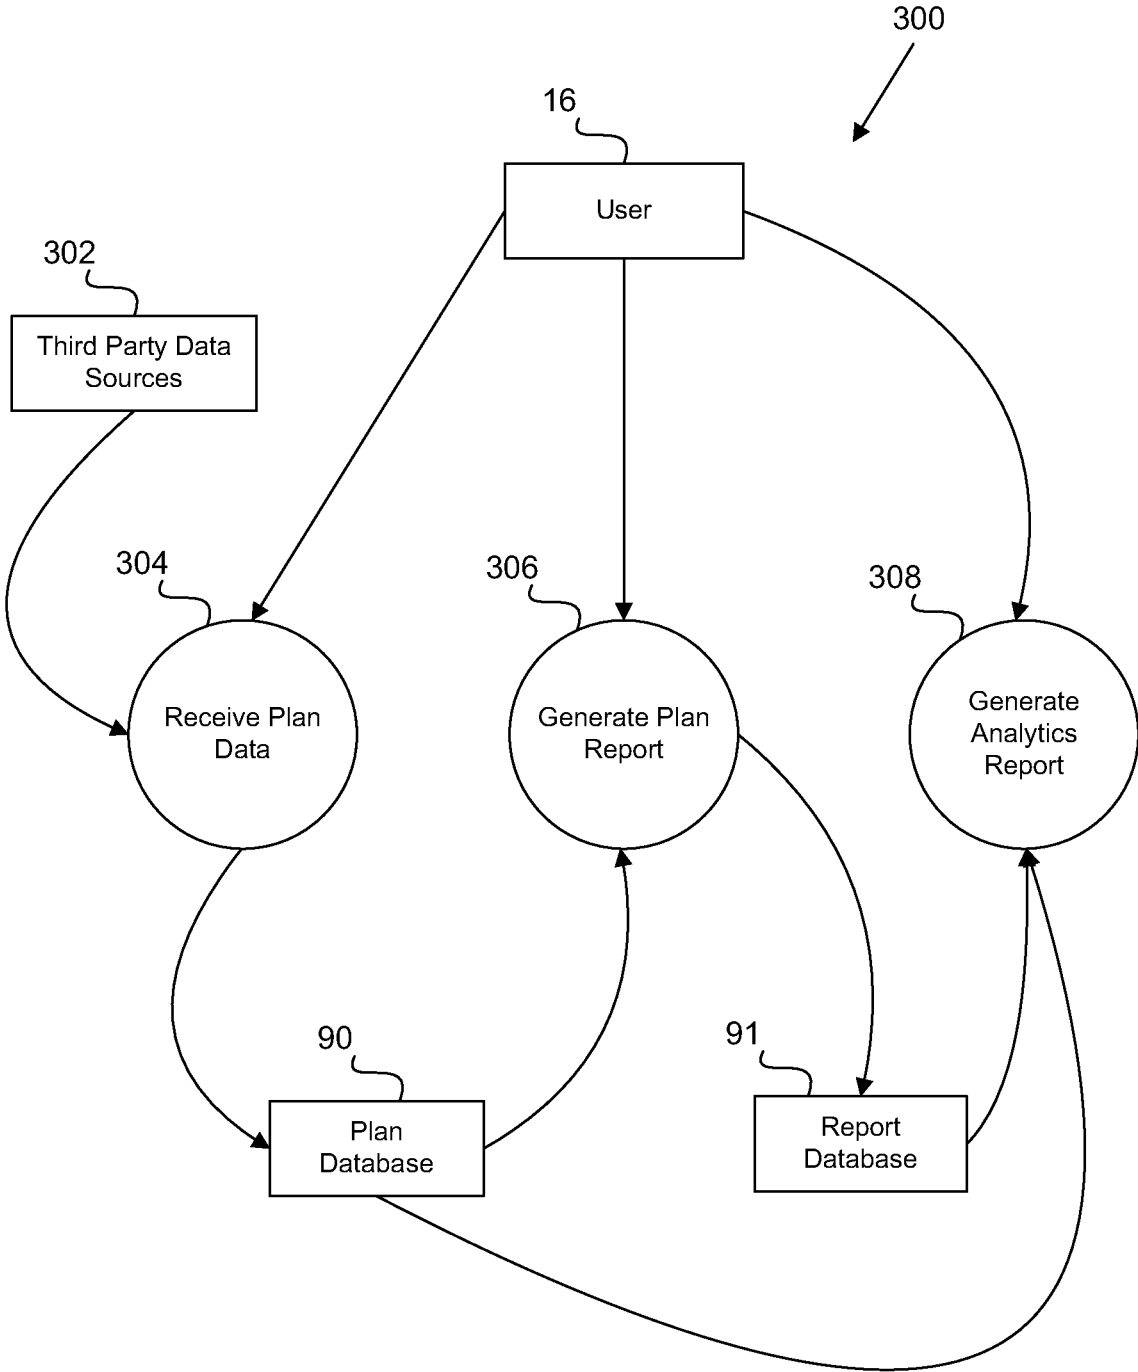 300
16
User
302
Third Party Data
Sources
304
306
308
Receive Plan
Data
Generate Plan
Report
Generate
Analytics
Report
90
91
Plan
Database
Report
Database